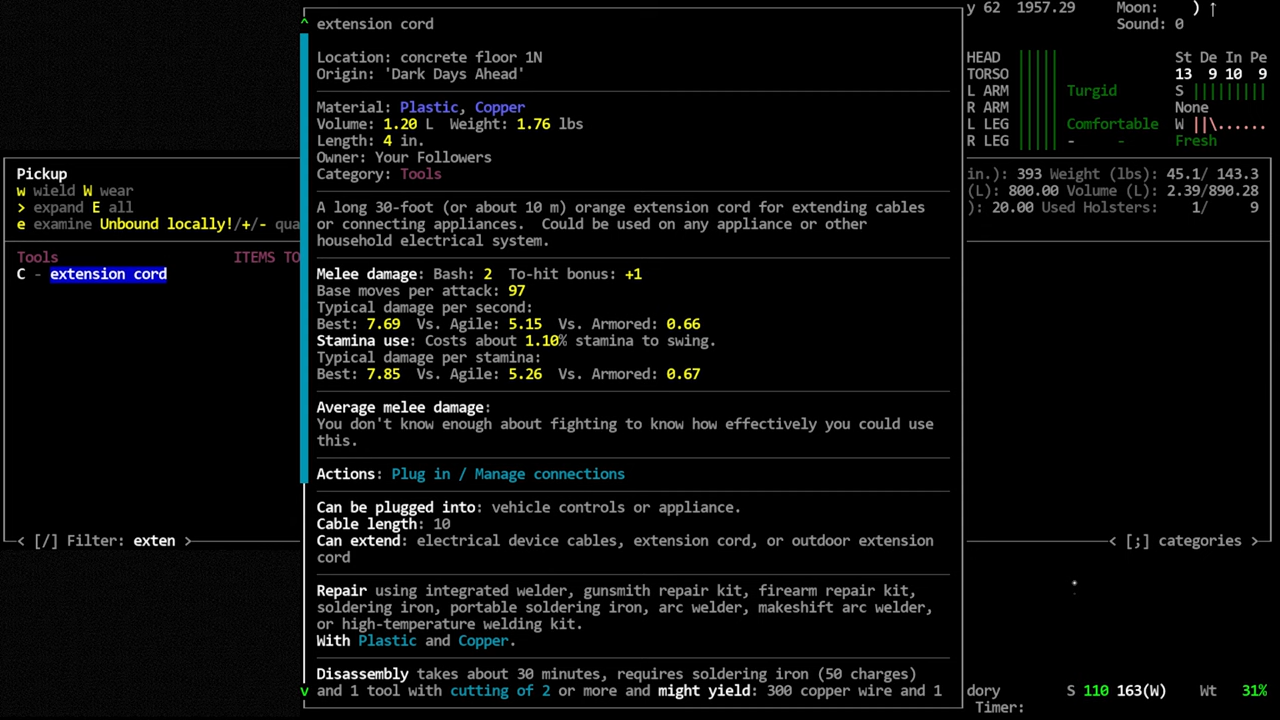 extension cord
Location: concrete floor 1N
Origin: 'Dark Days Ahead'
Material: Plastic, Copper
Volume: 1.20 L  Weight: 1.76 lbs
Length: 4 in.
Owner: Your Followers
Category: Tools
A long 30-foot (or about 10 m) orange extension cord for extending cables
or connecting appliances.  Could be used on any appliance or other
household electrical system.
Melee damage: Bash: 2  To-hit bonus: +1
Base moves per attack: 97
Typical damage per second:
Best: 7.69  Vs. Agile: 5.15  Vs. Armored: 0.66
Stamina use: Costs about 1.10% stamina to swing.
Typical damage per stamina:
Best: 7.85  Vs. Agile: 5.26  Vs. Armored: 0.67
Average melee damage:
You don't know enough about fighting to know how effectively you could use
this.
Actions: Plug in / Manage connections
Can be plugged into: vehicle controls or appliance.
Cable length: 10
Can extend: electrical device cables, extension cord, or outdoor extension
cord
Repair using integrated welder, gunsmith repair kit, firearm repair kit,
soldering iron, portable soldering iron, arc welder, makeshift arc welder,
or high-temperature welding kit.
With Plastic and Copper.
Disassembly takes about 30 minutes, requires soldering iron (50 charges)
and 1 tool with cutting of 2 or more and might yield: 300 copper wire and 1
Pickup
w wield W wear
> expand E all
e examine Unbound locally!/+/- qua
Tools ITEMS TO
C - extension cord
< [/] Filter: exten >
y 62  1957.29  Moon: ) ↑
Sound: 0
HEAD |||| St De In Pe
TORSO |||| 13  9 10  9
L ARM |||| Turgid S |||||||||
R ARM |||| None
L LEG |||| Comfortable W ||\......
R LEG |||| - - Fresh
in.): 393 Weight (lbs): 45.1/ 143.3
(L): 800.00 Volume (L): 2.39/890.28
): 20.00 Used Holsters: 1/ 9
< [;] categories >
dory S 110 163(W) Wt 31%
Timer: